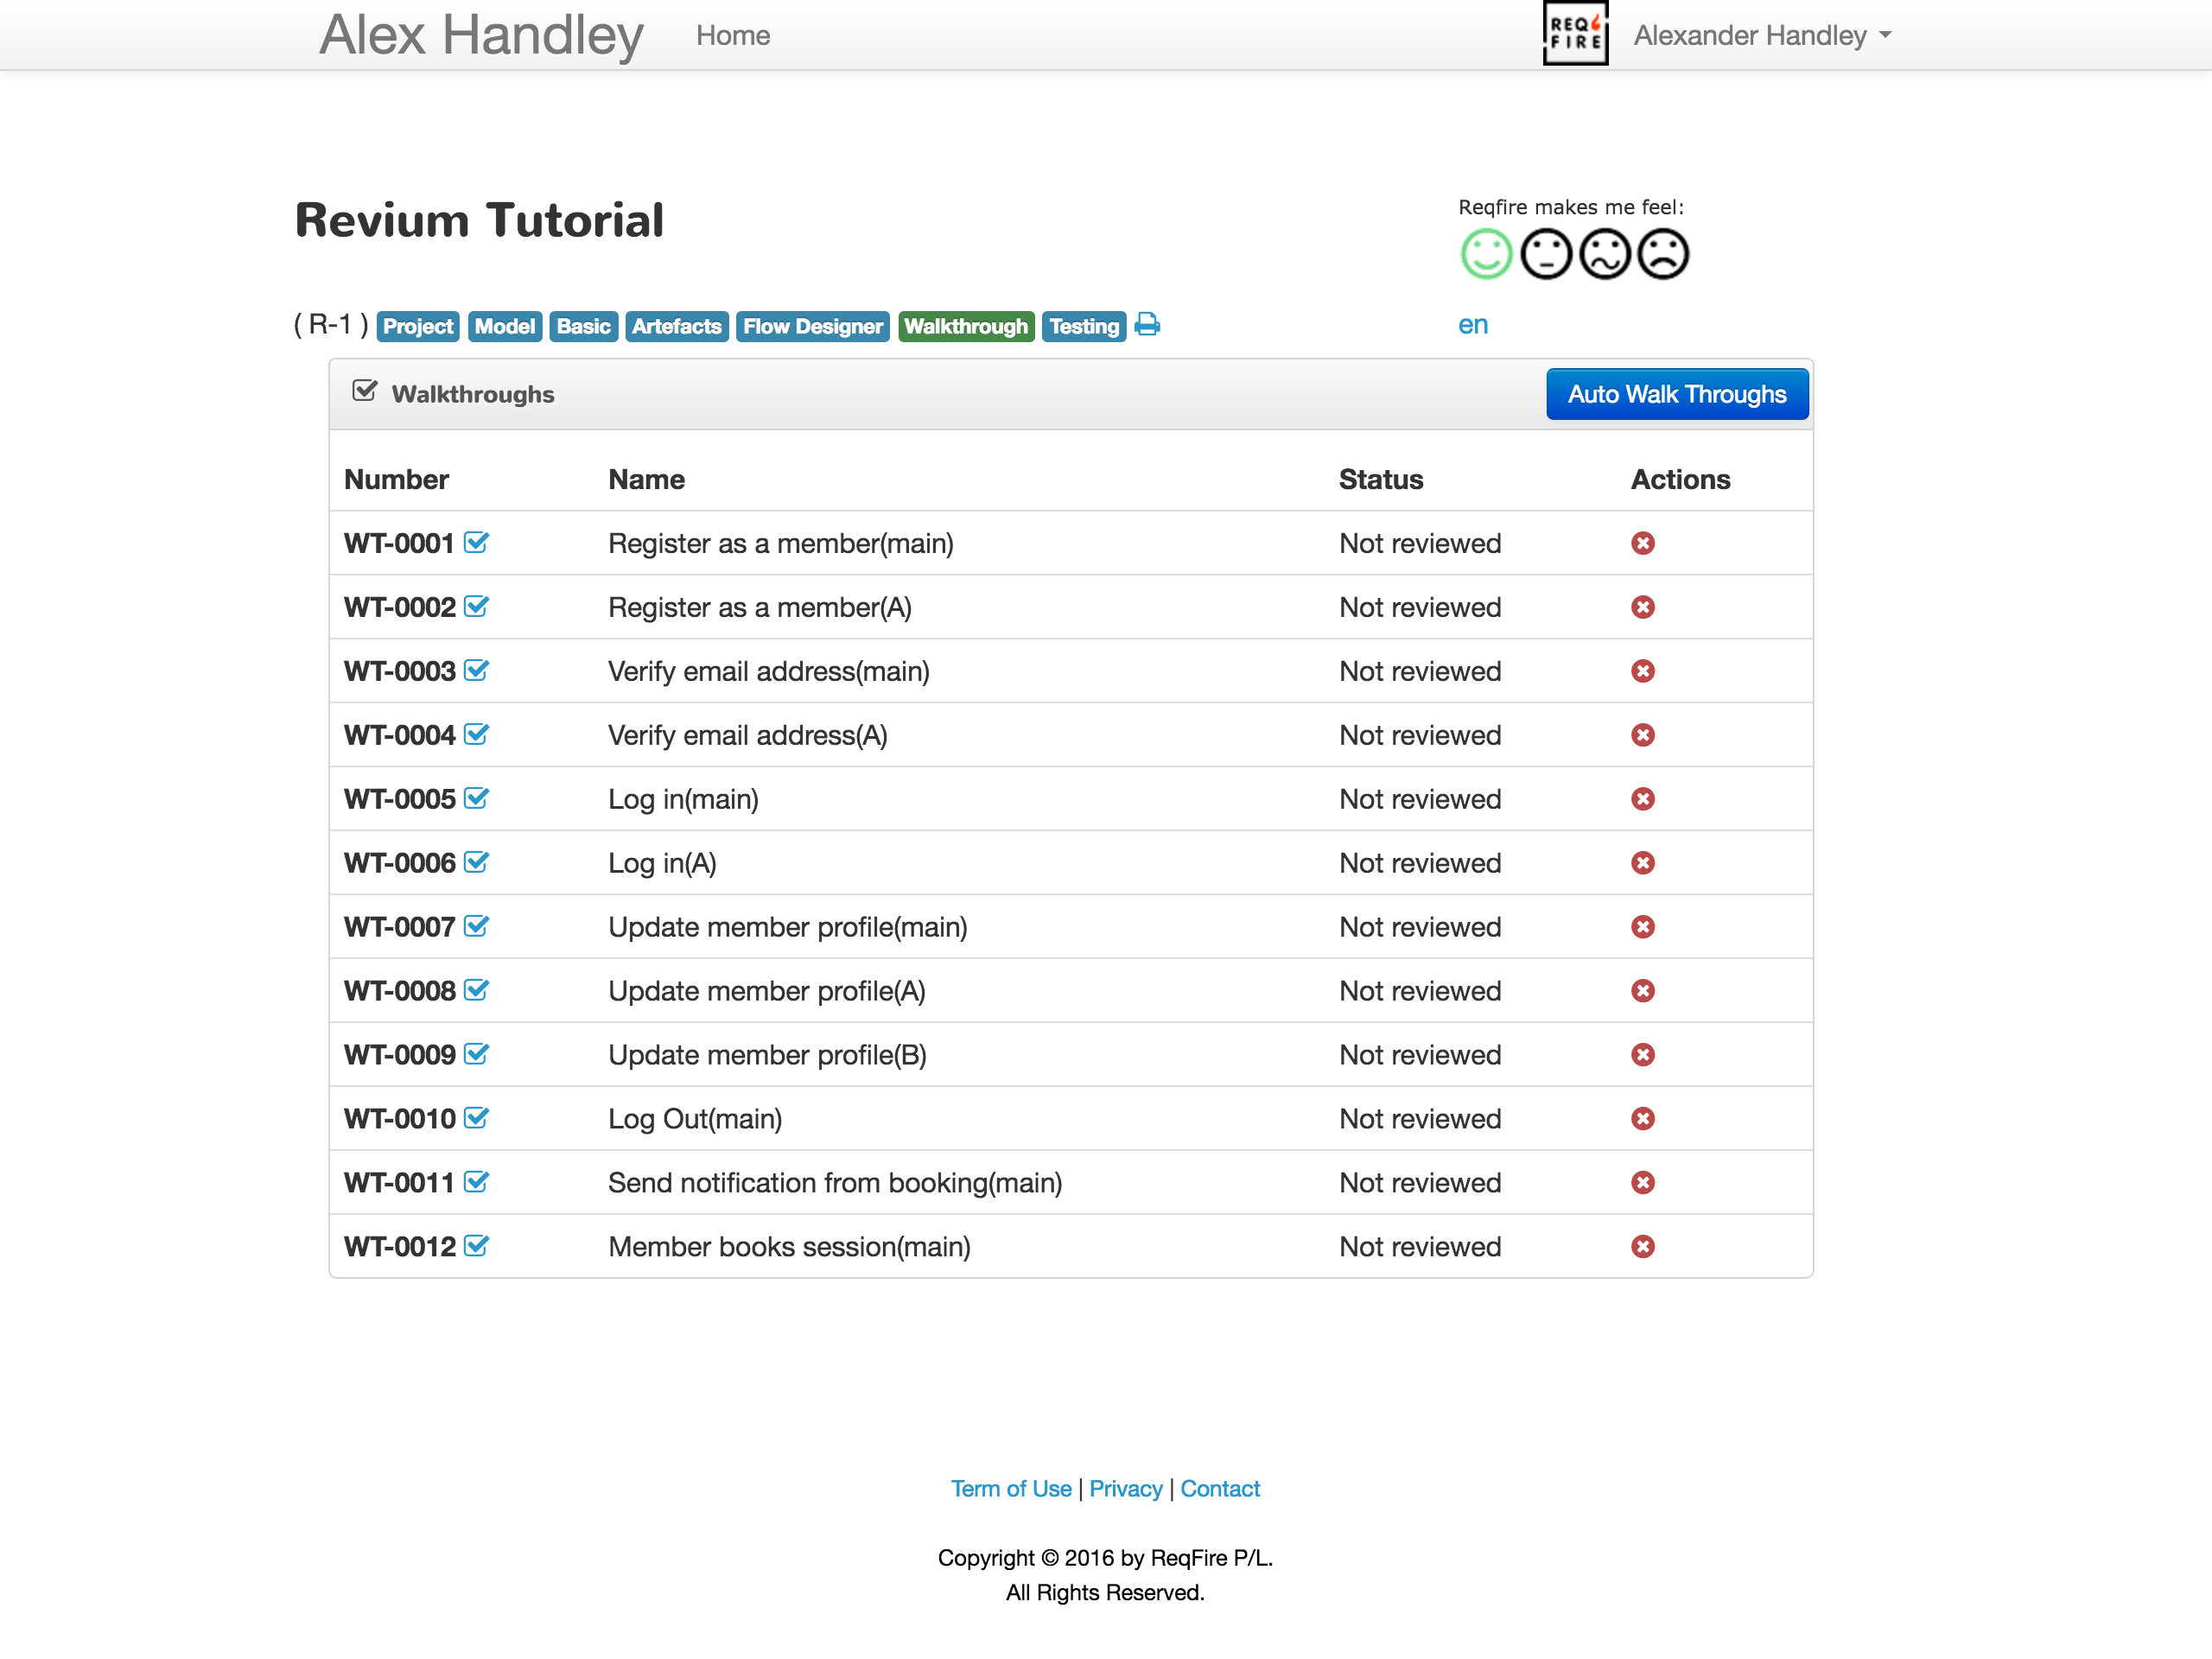 Alex Handley Home REQ FIRE Alexander Handley
Revium Tutorial
Reqfire makes me feel:
( R-1 ) Project Model Basic Artefacts Flow Designer Walkthrough Testing en
Walkthroughs Auto Walk Throughs
Number Name Status Actions
WT-0001 Register as a member(main) Not reviewed
WT-0002 Register as a member(A) Not reviewed
WT-0003 Verify email address(main) Not reviewed
WT-0004 Verify email address(A) Not reviewed
WT-0005 Log in(main) Not reviewed
WT-0006 Log in(A) Not reviewed
WT-0007 Update member profile(main) Not reviewed
WT-0008 Update member profile(A) Not reviewed
WT-0009 Update member profile(B) Not reviewed
WT-0010 Log Out(main) Not reviewed
WT-0011 Send notification from booking(main) Not reviewed
WT-0012 Member books session(main) Not reviewed
Term of Use | Privacy | Contact
Copyright © 2016 by ReqFire P/L.
All Rights Reserved.